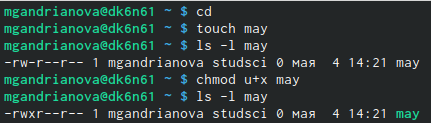 mgandrianova@dk6n61 ~ $ cd
mgandrianova@dk6n61 ~ $ touch may
mgandrianova@dk6n61 ~ $ ls -l may
-rw-r--r-- 1 mgandrianova studsci 0 мая  4 14:21 may
mgandrianova@dk6n61 ~ $ chmod u+x may
mgandrianova@dk6n61 ~ $ ls -l may
-rwxr--r-- 1 mgandrianova studsci 0 мая  4 14:21 may